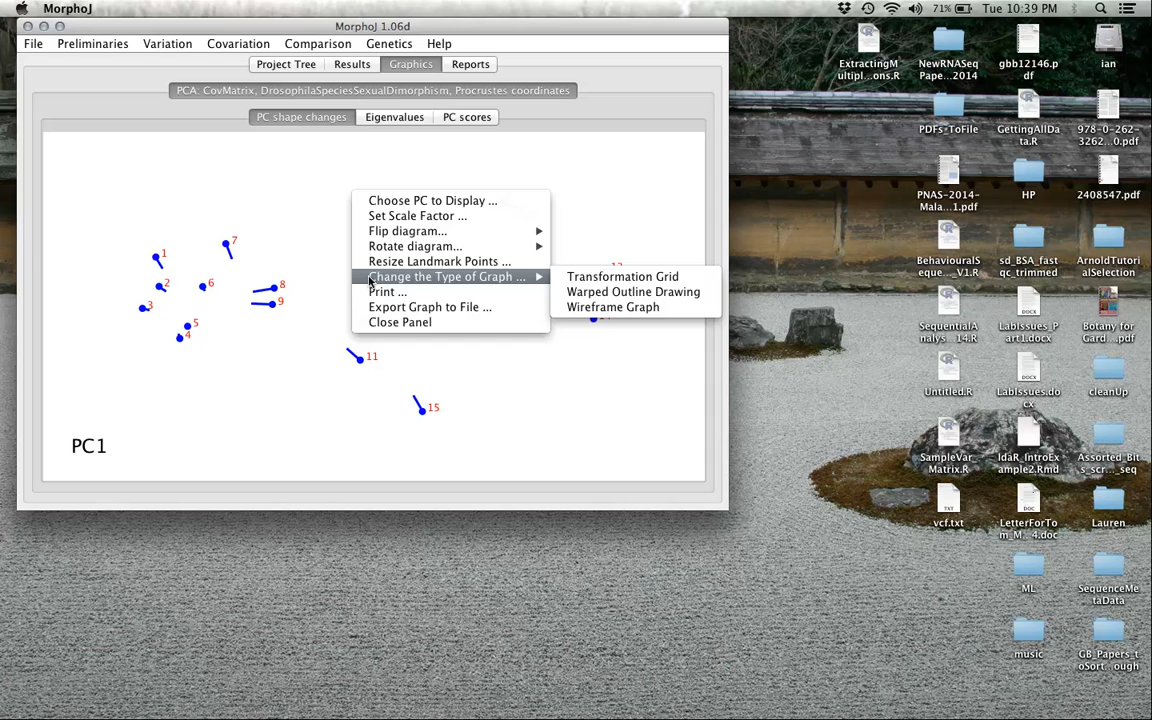 MorphoJ
71%
Tue 10:39 PM
MorphoJ 1.06d
File
Preliminaries
Variation
Covariation
Comparison
Genetics
Help
Project Tree
Results
Graphics
Reports
PCA: CovMatrix, DrosophilaSpeciesSexualDimorphism, Procrustes coordinates
PC shape changes
Eigenvalues
PC scores
Choose PC to Display ...
Set Scale Factor ...
Flip diagram...
Rotate diagram...
Resize Landmark Points ...
Change the Type of Graph ...
Print ...
Export Graph to File ...
Close Panel
Transformation Grid
Warped Outline Drawing
Wireframe Graph
1
7
2
6
8
3
9
5
4
11
15
PC1
ExtractingM
ultipl...ons.R
NewRNASeq
Pape...2014
gbb12146.p
df
ian
PDFs-ToFile
GettingAllDa
ta.R
978-0-262-
3262...0.pdf
PNAS-2014-
Mala...1.pdf
HP
2408547.pdf
BehaviouralS
eque..._V1.R
sd_BSA_fast
qc_trimmed
ArnoldTutori
alSelection
SequentialA
nalys...14.R
LabIssues_P
art1.docx
Botany for
Gard...pdf
Untitled.R
LabIssues.do
cx
cleanUp
SampleVar_
Matrix.R
IdaR_IntroEx
ample2.Rmd
Assorted_Bit
s_scr..._seq
TXT
vcf.txt
DOC
LetterForTo
m_M...4.doc
Lauren
ML
SequenceMe
taData
music
GB_Papers_t
oSort...ough